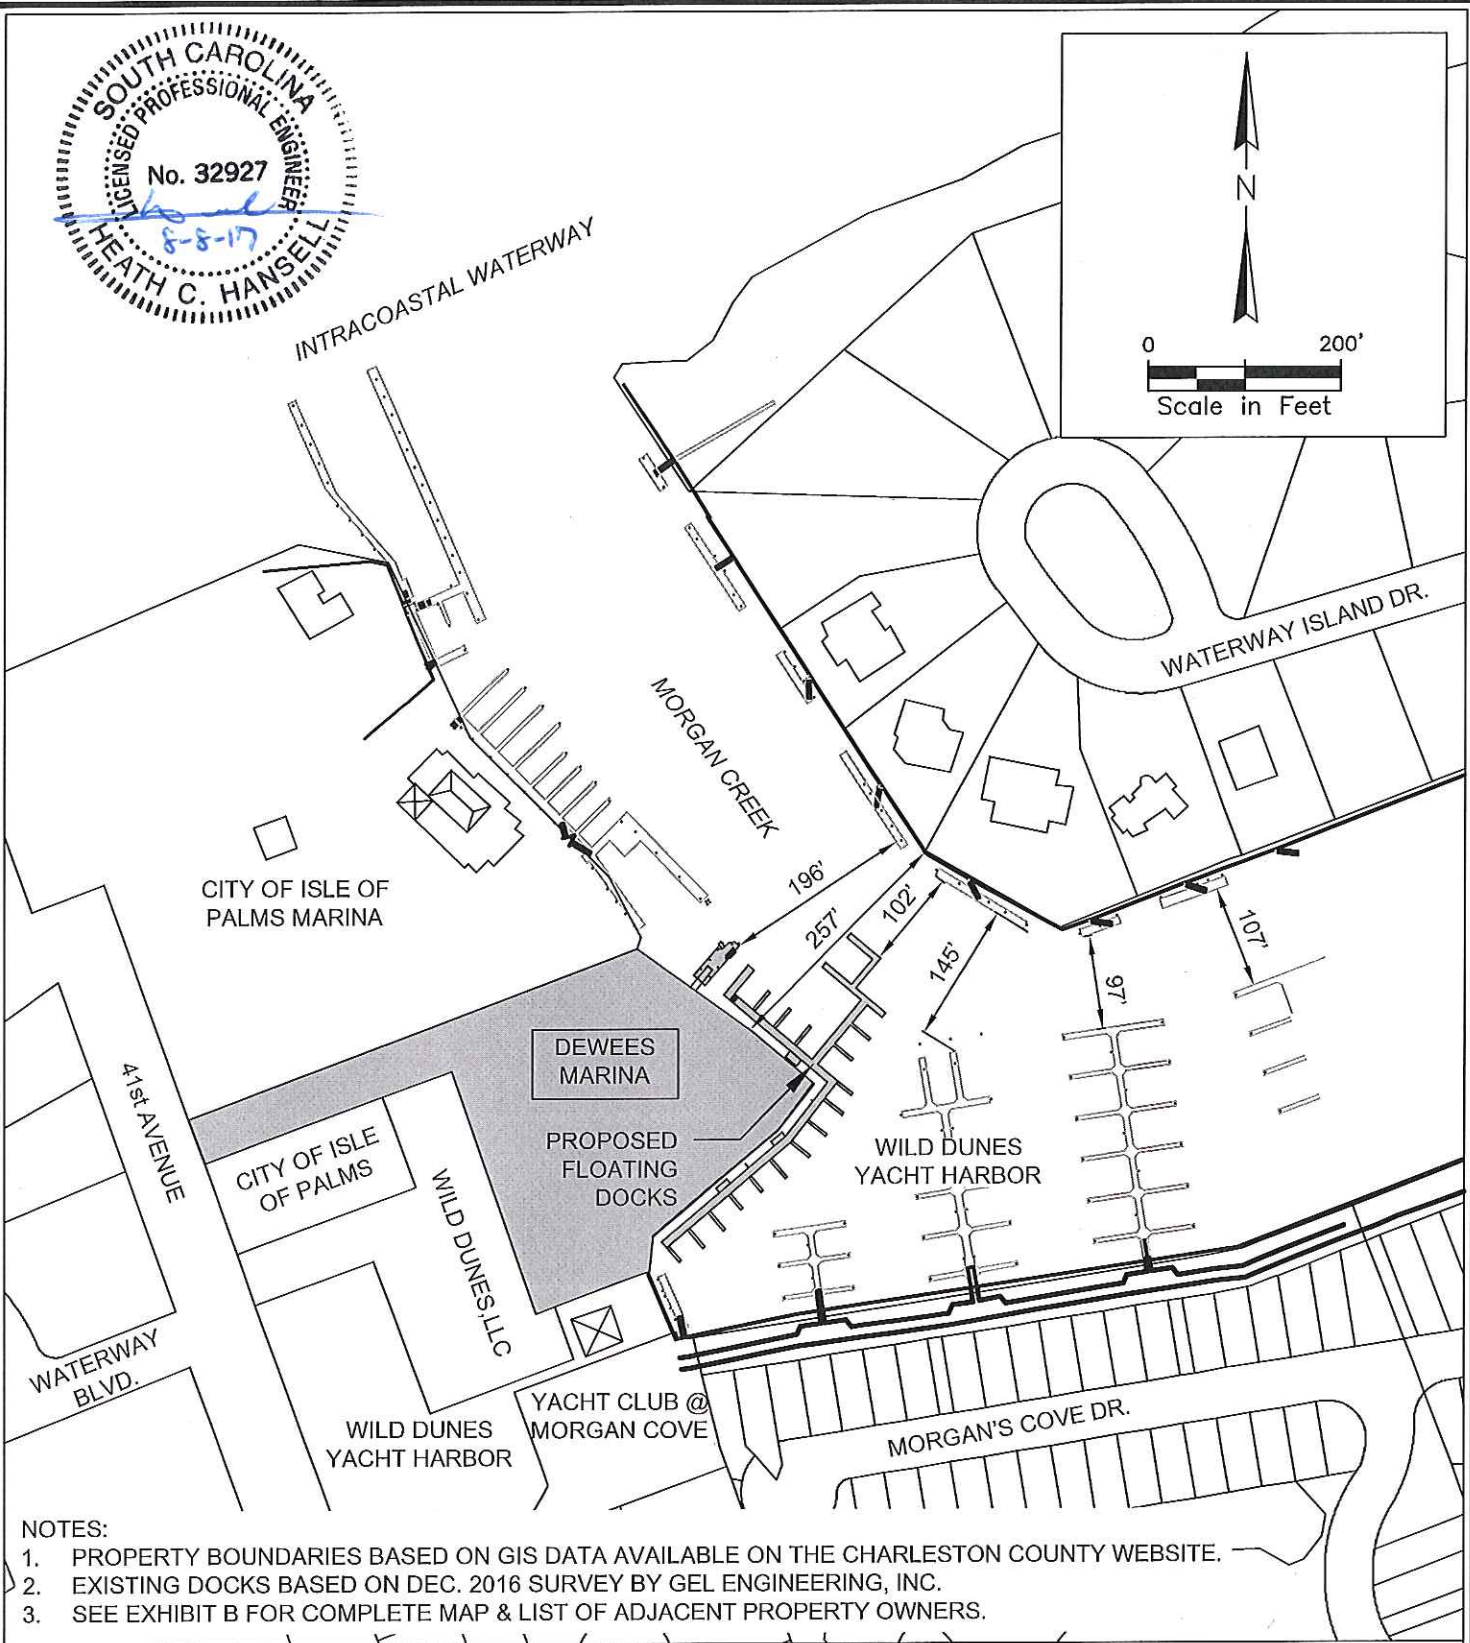 SOUTH CAROLINA
LICENSED PROFESSIONAL ENGINEER
No. 32927
8-8-17
HEATH C. HANSELL
N
0 200'
Scale in Feet
INTRACOASTAL WATERWAY
WATERWAY ISLAND DR.
MORGAN CREEK
CITY OF ISLE OF
PALMS MARINA
196'
257'
102'
145'
97'
107'
DEWEES
MARINA
41st AVENUE
PROPOSED
FLOATING
DOCKS
WILD DUNES
YACHT HARBOR
CITY OF ISLE
OF PALMS
WILD DUNES,LLC
WATERWAY
BLVD.
WILD DUNES
YACHT HARBOR
YACHT CLUB @
MORGAN COVE
MORGAN'S COVE DR.
NOTES:
1. PROPERTY BOUNDARIES BASED ON GIS DATA AVAILABLE ON THE CHARLESTON COUNTY WEBSITE.
2. EXISTING DOCKS BASED ON DEC. 2016 SURVEY BY GEL ENGINEERING, INC.
3. SEE EXHIBIT B FOR COMPLETE MAP & LIST OF ADJACENT PROPERTY OWNERS.